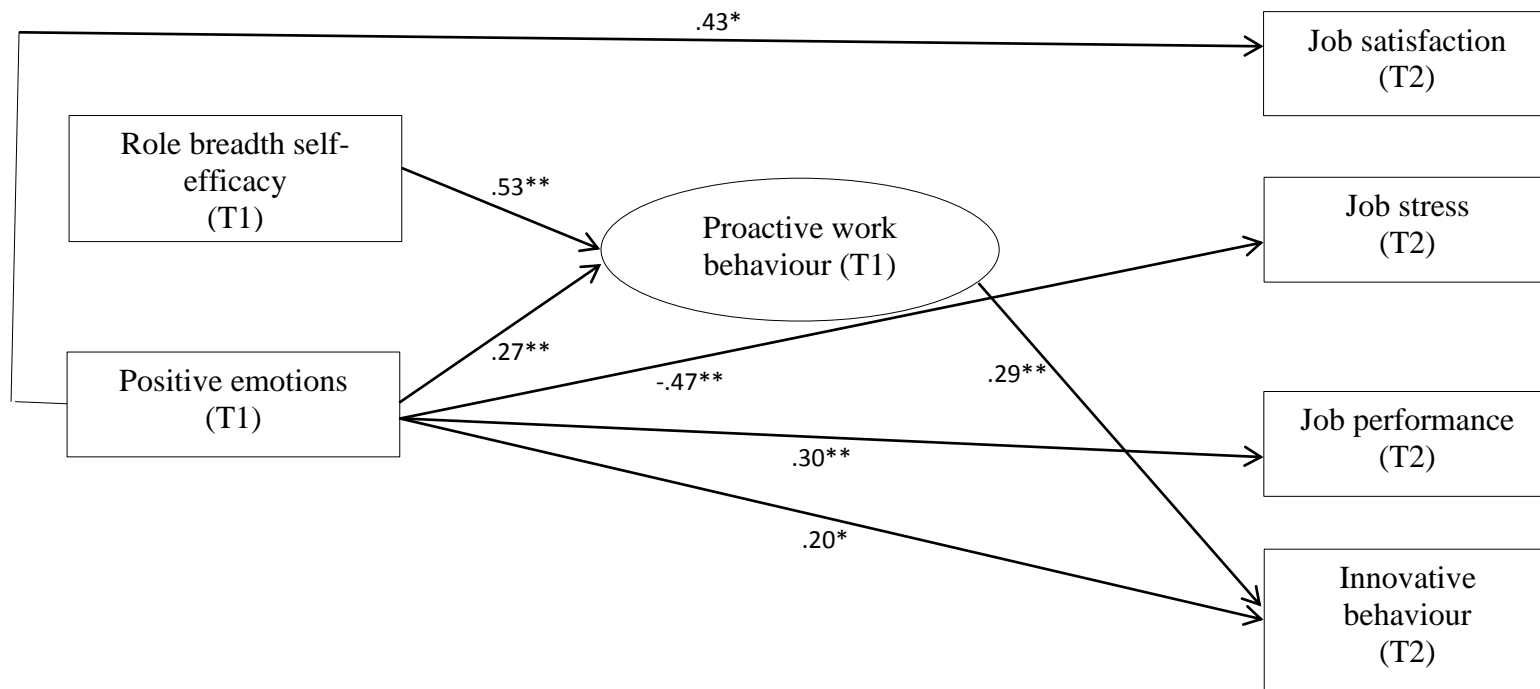 .43*
Job satisfaction
(T2)
Role breadth self-
efficacy
(T1)
.53**
Proactive work
behaviour (T1)
Job stress
(T2)
.27**
Positive emotions
(T1)
-.47**
.29**
Job performance
(T2)
.30**
.20*
Innovative
behaviour
(T2)